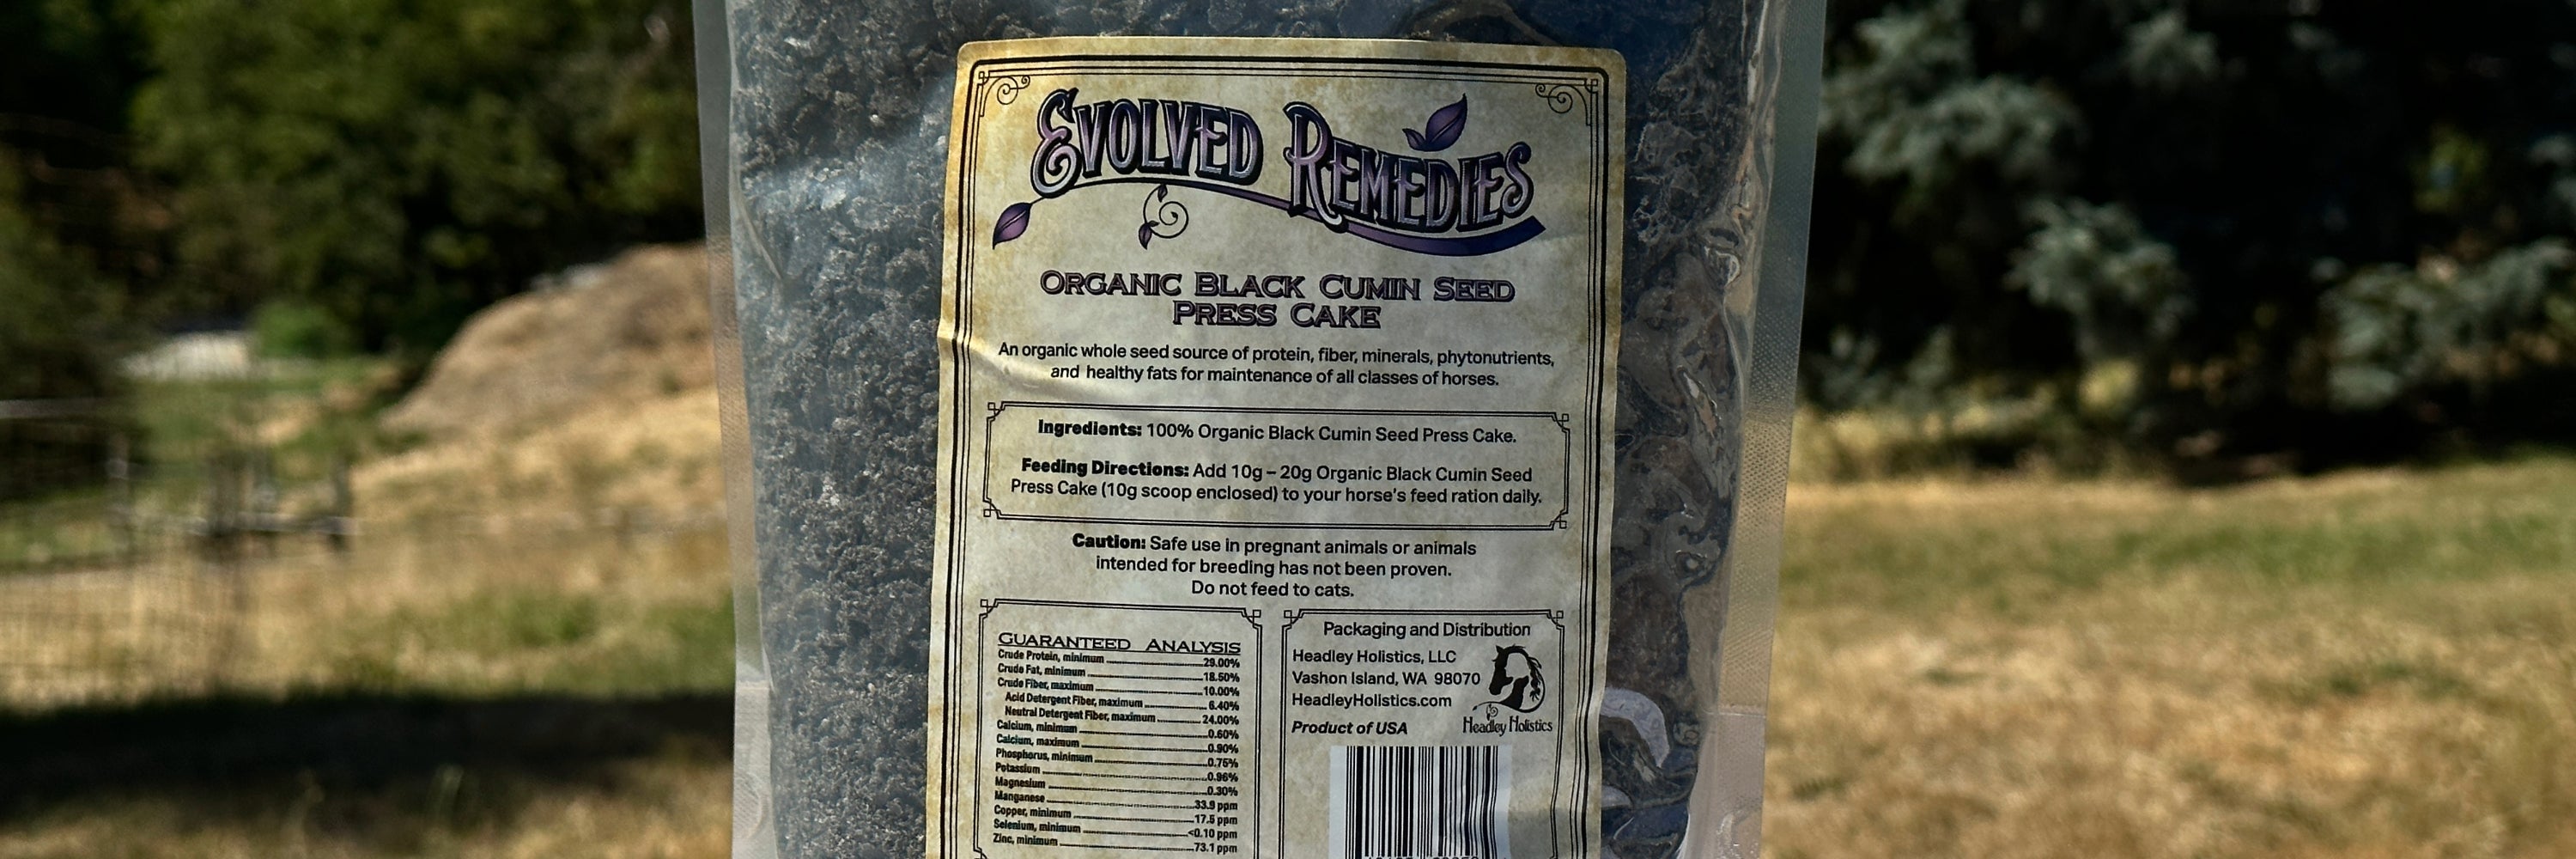 Evolved Remedies
Organic Black Cumin Seed
Press Cake
An organic whole seed source of protein, fiber, minerals, phytonutrients,
and healthy fats for maintenance of all classes of horses.
Ingredients: 100% Organic Black Cumin Seed Press Cake.
Feeding Directions: Add 10g – 20g Organic Black Cumin Seed
Press Cake (10g scoop enclosed) to your horse's feed ration daily.
Caution: Safe use in pregnant animals or animals
intended for breeding has not been proven.
Do not feed to cats.
Guaranteed Analysis
Crude Protein, minimum 29.00%
Crude Fat, minimum 18.50%
Crude Fiber, maximum 10.00%
Acid Detergent Fiber, maximum 6.40%
Neutral Detergent Fiber, maximum 24.00%
Calcium, minimum 0.60%
Calcium, maximum 0.90%
Phosphorus, minimum 0.75%
Potassium 0.96%
Magnesium 0.30%
Manganese 33.9 ppm
Copper, minimum 17.5 ppm
Selenium, minimum <0.10 ppm
Zinc, minimum 73.1 ppm
Packaging and Distribution
Headley Holistics, LLC
Vashon Island, WA 98070
HeadleyHolistics.com
Product of USA
Headley Holistics